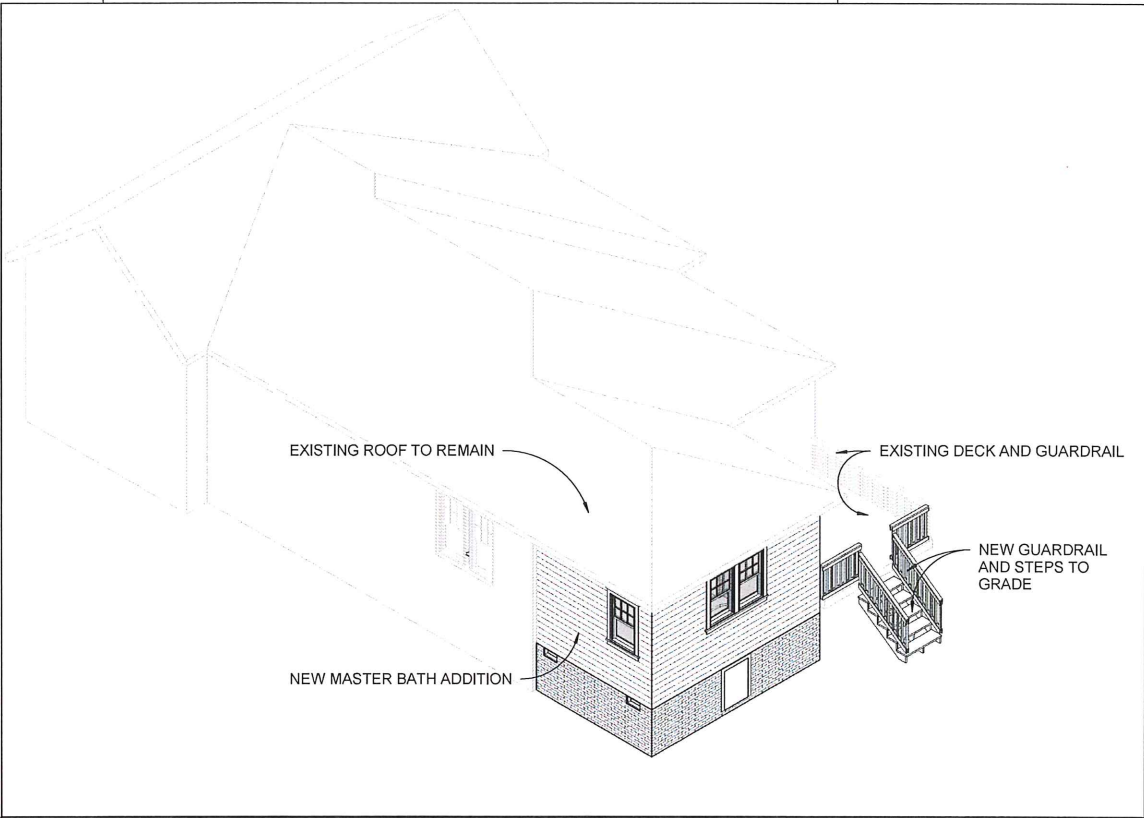 EXISTING ROOF TO REMAIN
EXISTING DECK AND GUARDRAIL
NEW GUARDRAIL
AND STEPS TO
GRADE
NEW MASTER BATH ADDITION